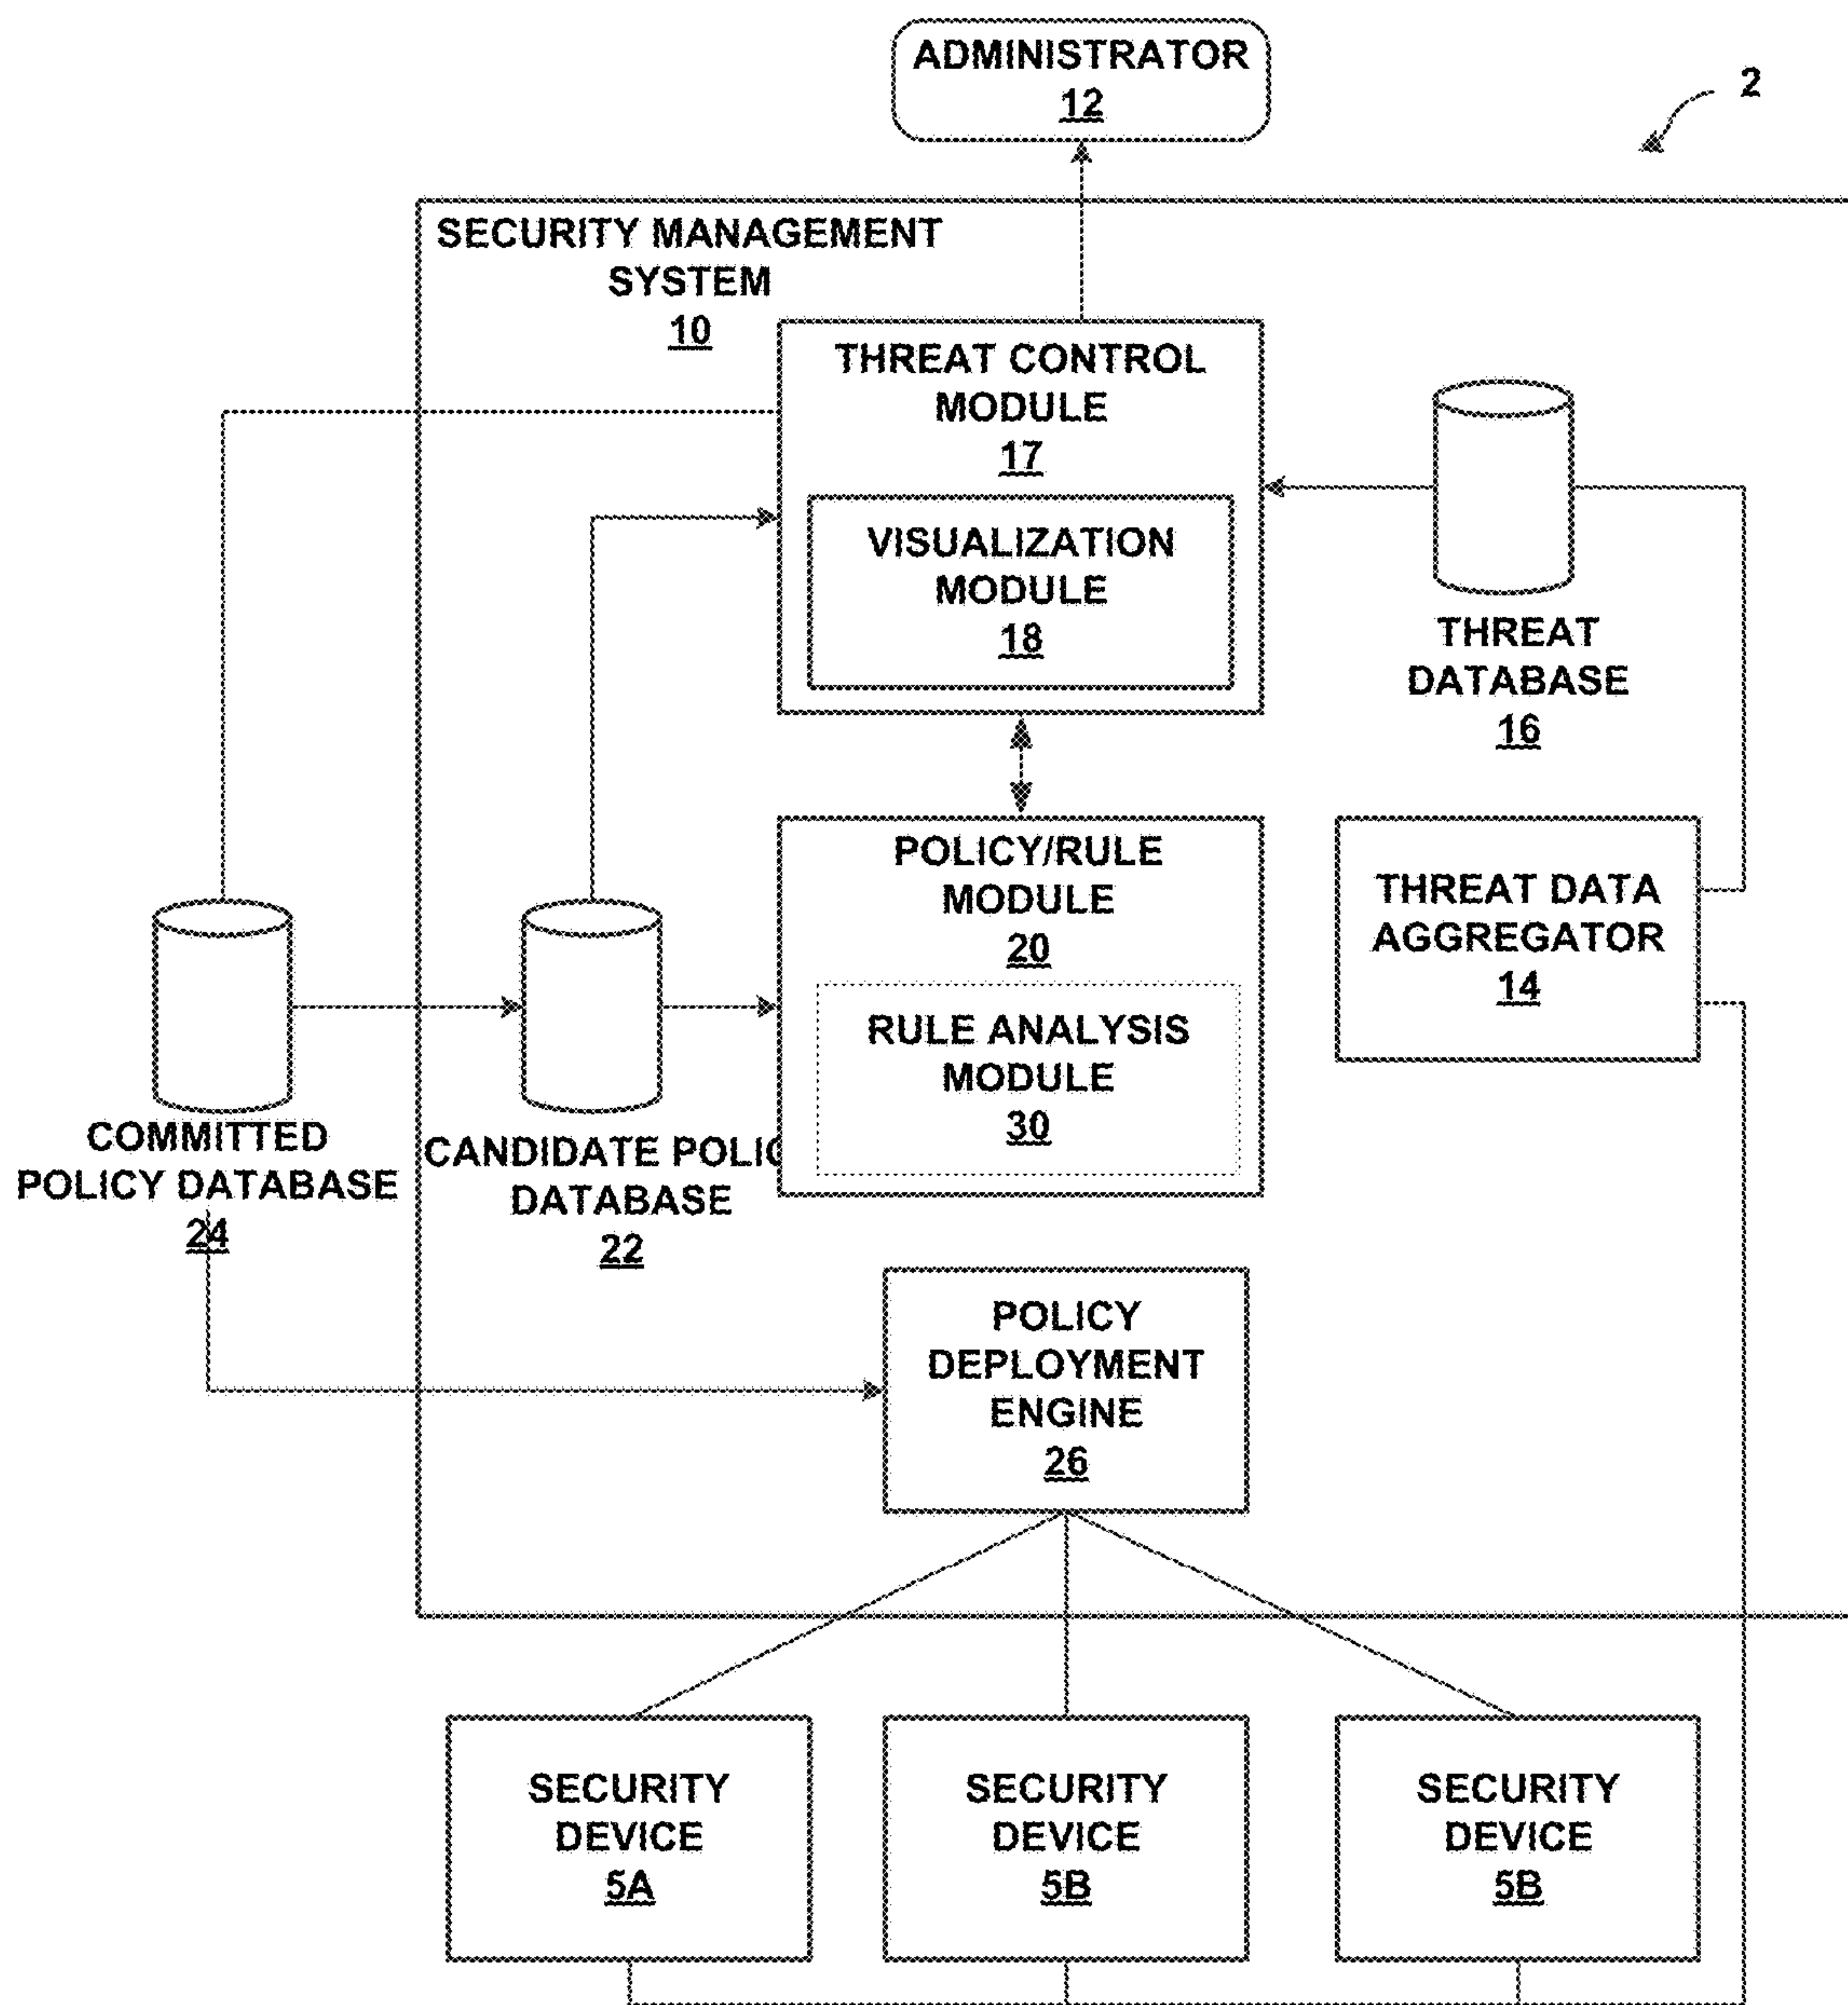 ADMINISTRATOR
12
2
SECURITY MANAGEMENT
SYSTEM
10
THREAT CONTROL
MODULE
17
VISUALIZATION
MODULE
18
THREAT
DATABASE
16
POLICY/RULE
MODULE
20
RULE ANALYSIS
MODULE
30
THREAT DATA
AGGREGATOR
14
COMMITTED
POLICY DATABASE
24
CANDIDATE POLIC
DATABASE
22
POLICY
DEPLOYMENT
ENGINE
26
SECURITY
DEVICE
5A
SECURITY
DEVICE
5B
SECURITY
DEVICE
5B